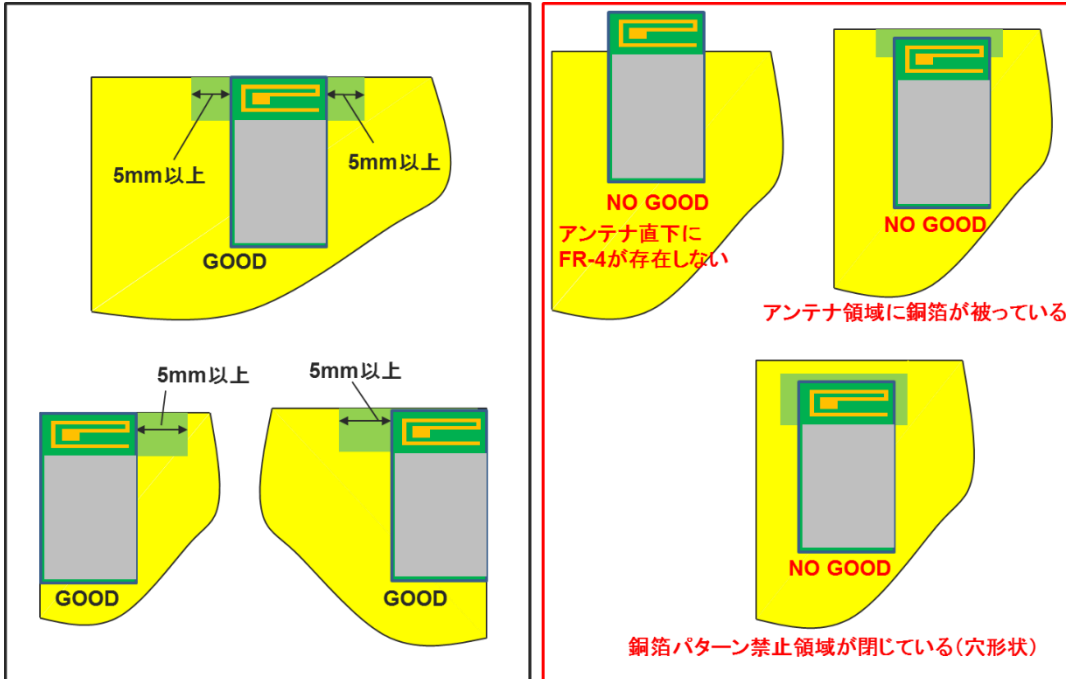 5mm以上
5mm以上
GOOD
5mm以上
5mm以上
GOOD
GOOD
NO GOOD
アンテナ直下に
FR-4が存在しない
NO GOOD
アンテナ領域に銅箔が被っている
NO GOOD
銅箔パターン禁止領域が閉じている(穴形状)